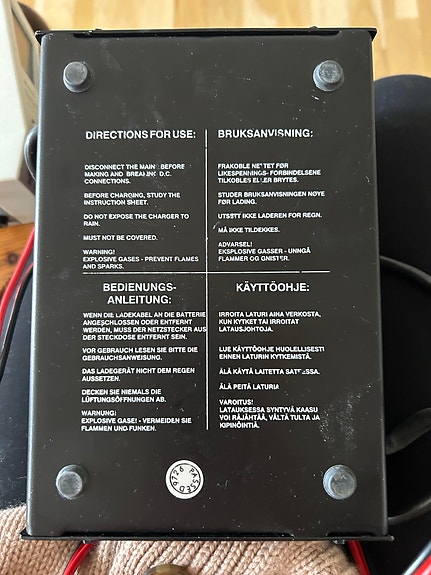 DIRECTIONS FOR USE:
DISCONNECT THE MAIN BEFORE
MAKING AND BREAKING D.C.
CONNECTIONS.
BEFORE CHARGING, STUDY THE
INSTRUCTION SHEET.
DO NOT EXPOSE THE CHARGER TO
RAIN.
MUST NOT BE COVERED.
WARNING!
EXPLOSIVE GASES - PREVENT FLAMES
AND SPARKS.
BRUKSANVISNING:
FRAKOBLE NETTET FØR
LIKESPENNINGS- FORBINDELSENE
TILKOBLES ELLER BRYTES.
STUDER BRUKSANVISNINGEN NØYE
FØR LADING.
UTSETT IKKE LADEREN FOR REGN.
MÅ IKKE TILDEKKES.
ADVARSEL!
EKSPLOSIVE GASSER - UNNGÅ
FLAMMER OG GNISTER.
BEDIENUNGS-
ANLEITUNG:
WENN DIE LADEKABEL AN DIE BATTERIE
ANGESCHLOSSEN ODER ENTFERNT
WERDEN, MUSS DER NETZSTECKER AUS
DER STECKDOSE ENTFERNT SEIN.
VOR GEBRAUCH LESEN SIE BITTE DIE
GEBRAUCHSANWEISUNG.
DAS LADEGERÄT NICHT DEM REGEN
AUSSETZEN.
DECKEN SIE NIEMALS DIE
LÜFTUNGSÖFFNUNGEN AB.
WARNUNG:
EXPLOSIVE GASE! - VERMEIDEN SIE
FLAMMEN UND FUNKEN.
KÄYTTÖOHJE:
IRROITA LATURI AINA VERKOSTA,
KUN KYTKET TAI IRROITAT
LATAUSJOHTOJA.
LUE KÄYTTÖOHJE HUOLELLISESTI
ENNEN LATURIN KYTKEMISTÄ.
ÄLÄ KÄYTÄ LAITETTA SATEESSA.
ÄLÄ PEITÄ LATURIA
VAROITUS!
LATAUKSESSA SYNTYVÄ KAASU
VOI RÄJÄHTÄÄ, VÄLTÄ TULTA JA
KIPINÖINTIÄ.
PASSED 9726